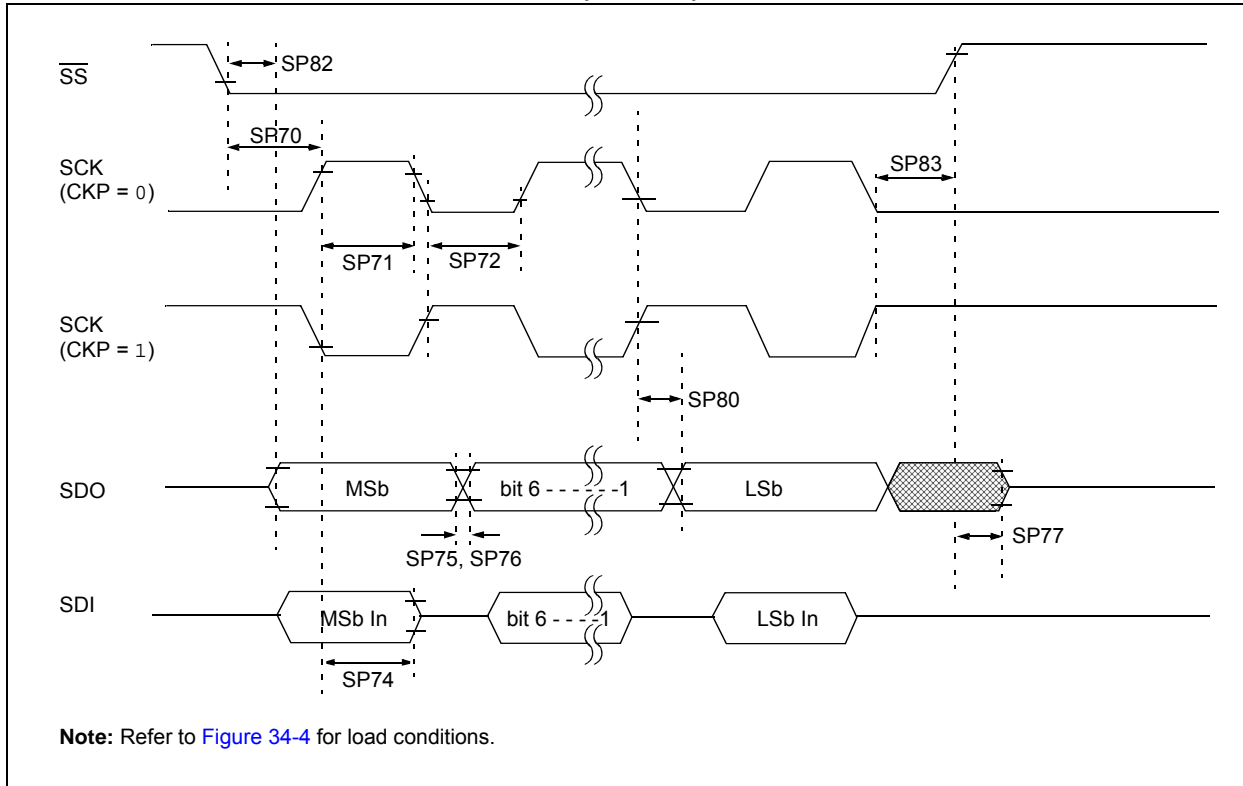 SS
SP82
SP70
SCK
(CKP = 0)
SP83
SP71
SP72
SCK
(CKP = 1)
SP80
SDO
MSb
bit 6 - - - - - -1
LSb
SP75, SP76
SP77
SDI
MSb In
bit 6 - - - -1
LSb In
SP74
Note: Refer to Figure 34-4 for load conditions.